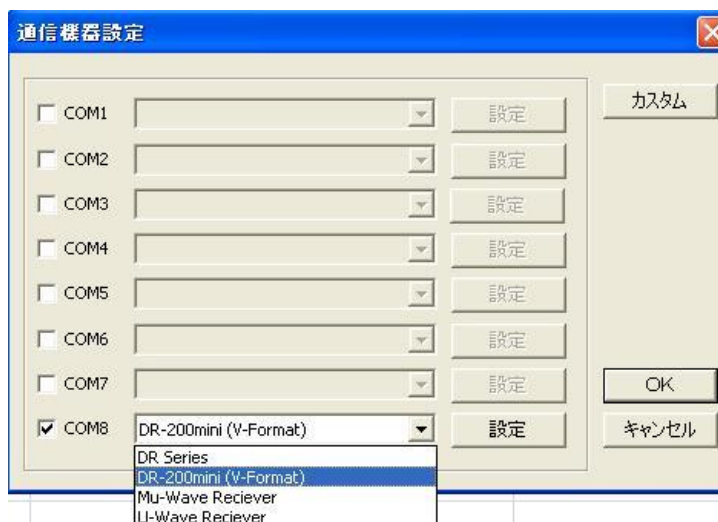 通信機器設定
COM1 設定 カスタム
COM2 設定
COM3 設定
COM4 設定
COM5 設定
COM6 設定
COM7 設定 OK
COM8 DR-200mini (V-Format) 設定 キャンセル
DR Series
DR-200mini (V-Format)
Mu-Wave Reciever
U-Wave Reciever